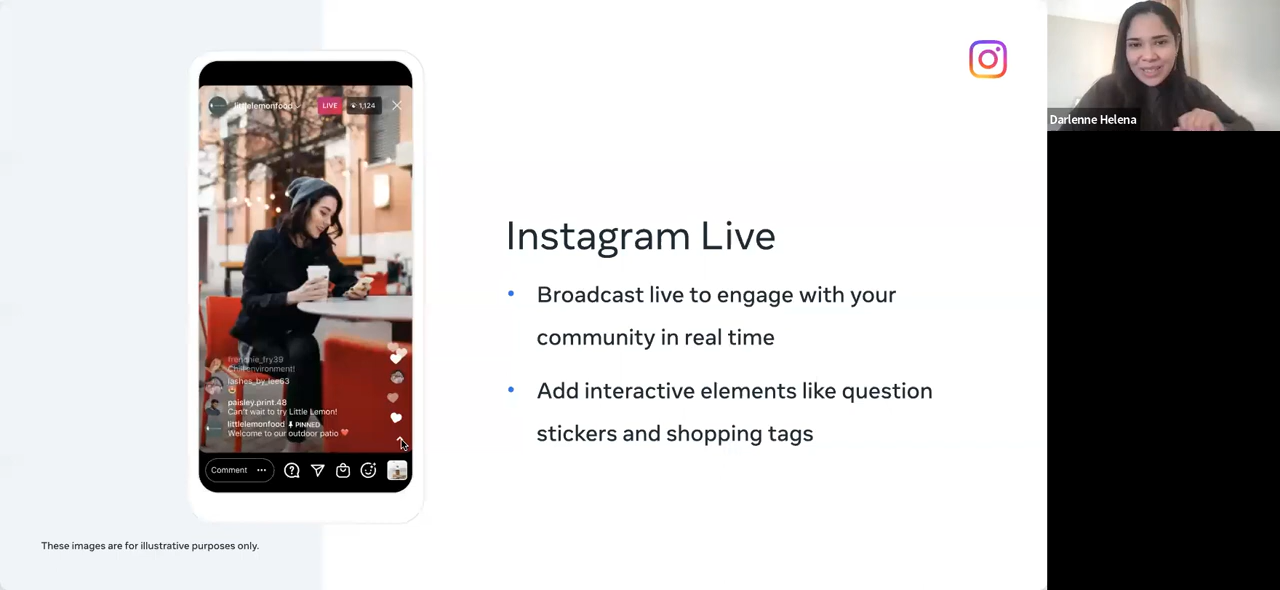 littlelemonfood
LIVE
1,124
frenchie_fry39
Chill environment!
lashes_by_lee63
paisley.print.48
Can't wait to try Little Lemon!
littlelemonfood PINNED
Welcome to our outdoor patio ❤️
Comment
These images are for illustrative purposes only.
Instagram Live
• Broadcast live to engage with your
community in real time
• Add interactive elements like question
stickers and shopping tags
Darlenne Helena